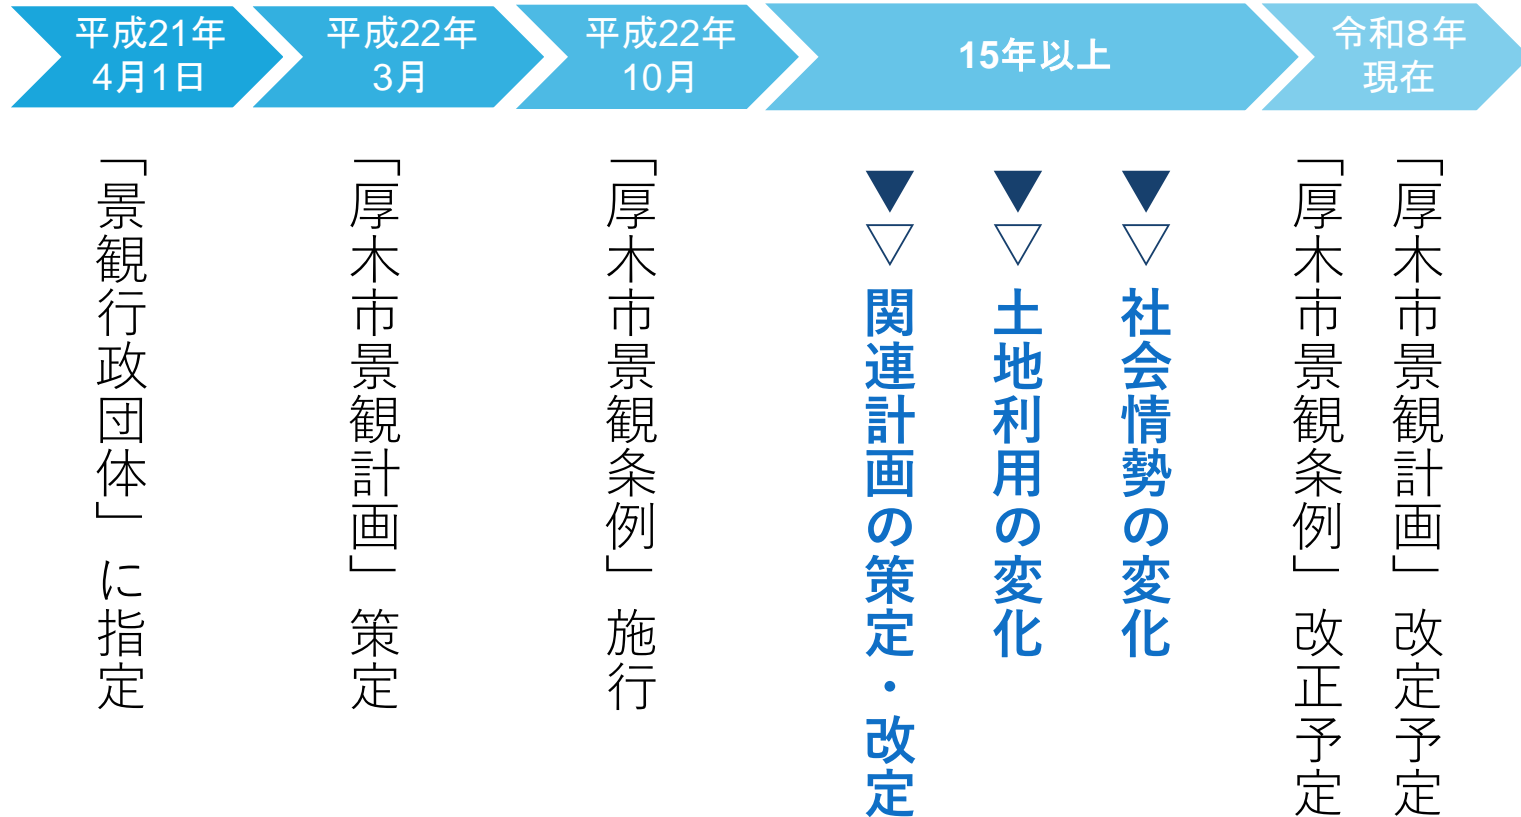 平成21年
4月1日
平成22年
3月
平成22年
10月
15年以上
令和8年
現在
「景観行政団体」に指定
「厚木市景観計画」策定
「厚木市景観条例」施行
▼▽社会情勢の変化
▼▽土地利用の変化
▼▽関連計画の策定・改定
「厚木市景観計画」改定予定
「厚木市景観条例」改正予定